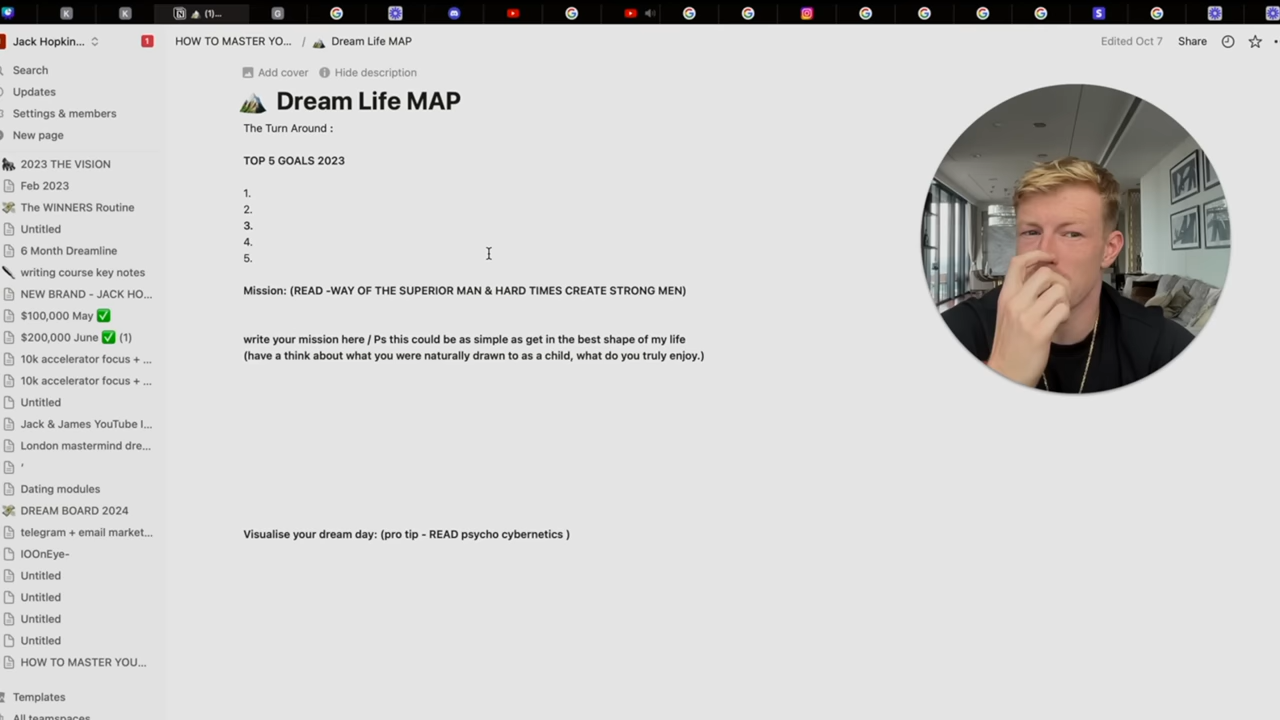 (1)...
Jack Hopkin...
1
HOW TO MASTER YO...
/
Dream Life MAP
Edited Oct 7
Share
Search
Updates
Settings & members
New page
2023 THE VISION
Feb 2023
The WINNERS Routine
Untitled
6 Month Dreamline
writing course key notes
NEW BRAND - JACK HO...
$100,000 May ✅
$200,000 June ✅ (1)
10k accelerator focus + ...
10k accelerator focus + ...
Untitled
Jack & James YouTube I...
London mastermind dre...
Dating modules
DREAM BOARD 2024
telegram + email market...
IOOnEye-
Untitled
Untitled
Untitled
Untitled
HOW TO MASTER YOU...
Templates
All teamspaces
Add cover
Hide description
Dream Life MAP
The Turn Around :
TOP 5 GOALS 2023
1.
2.
3.
4.
5.
Mission: (READ -WAY OF THE SUPERIOR MAN & HARD TIMES CREATE STRONG MEN)
write your mission here / Ps this could be as simple as get in the best shape of my life
(have a think about what you were naturally drawn to as a child, what do you truly enjoy.)
Visualise your dream day: (pro tip - READ psycho cybernetics )